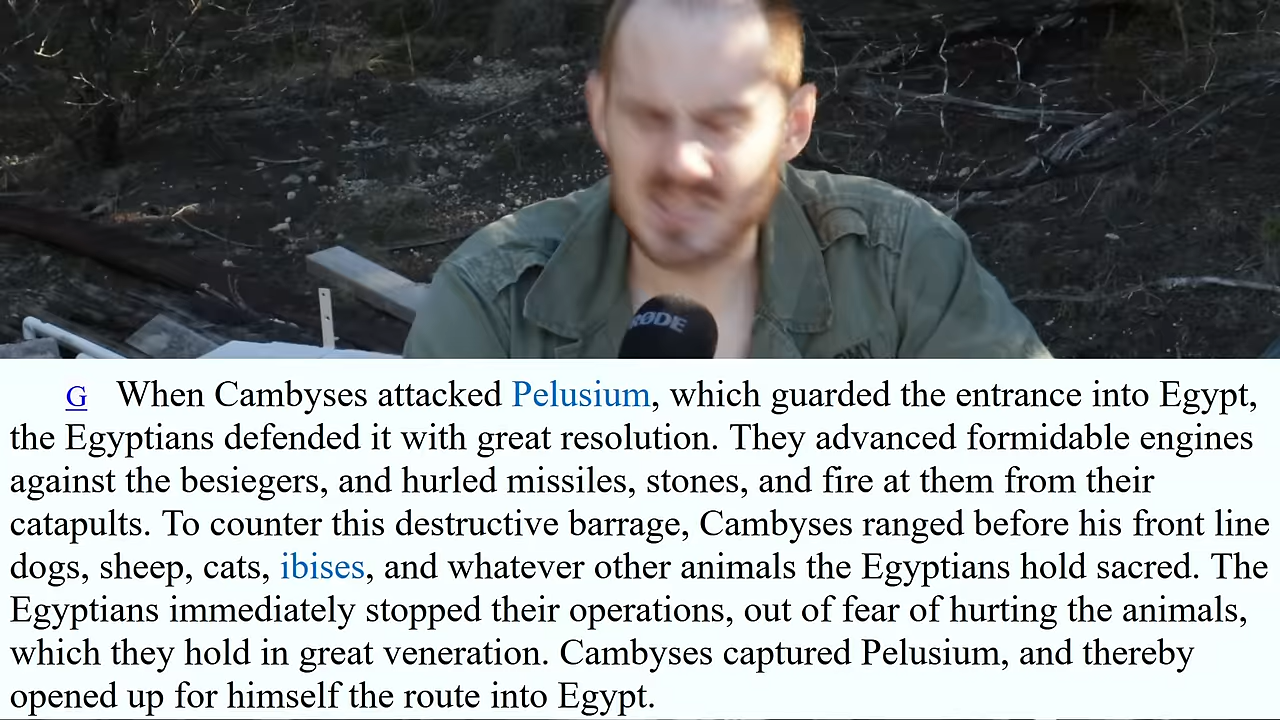 RØDE
G When Cambyses attacked Pelusium, which guarded the entrance into Egypt,
the Egyptians defended it with great resolution. They advanced formidable engines
against the besiegers, and hurled missiles, stones, and fire at them from their
catapults. To counter this destructive barrage, Cambyses ranged before his front line
dogs, sheep, cats, ibises, and whatever other animals the Egyptians hold sacred. The
Egyptians immediately stopped their operations, out of fear of hurting the animals,
which they hold in great veneration. Cambyses captured Pelusium, and thereby
opened up for himself the route into Egypt.